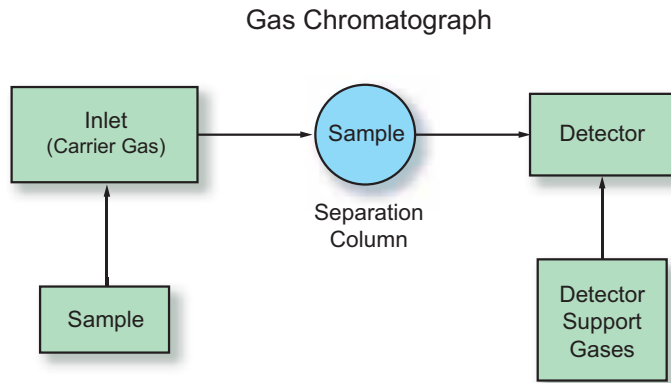 Gas Chromatograph
Inlet
(Carrier Gas)
Sample
Detector
Separation
Column
Sample
Detector
Support
Gases